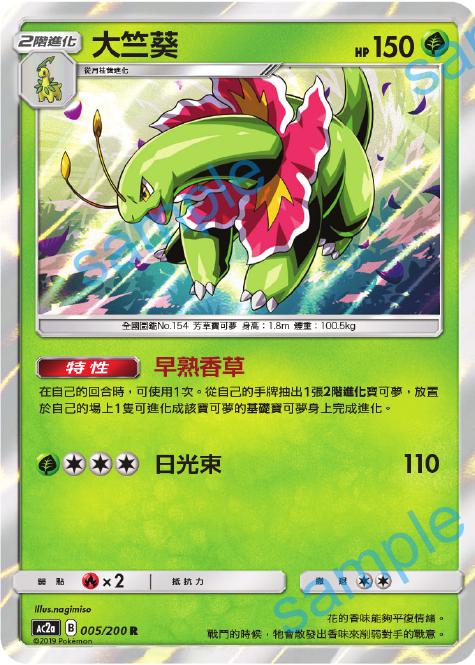 2階進化
大竺葵
HP 150
從月桂葉進化
全國圖鑑No.154 芳草寶可夢 身高：1.8m 體重：100.5kg
特性 早熟香草
在自己的回合時，可使用1次。從自己的手牌抽出1張2階進化寶可夢，放置
於自己的場上1隻可進化成該寶可夢的基礎寶可夢身上完成進化。
日光束 110
弱點 ×2 抵抗力 撤退
illus.nagimiso
AC2a B 005/200 R
©2019 Pokémon
花的香味能夠平復情緒。
戰鬥的時候，牠會散發出香味來削弱對手的戰意。
sample
sample
sample
sample